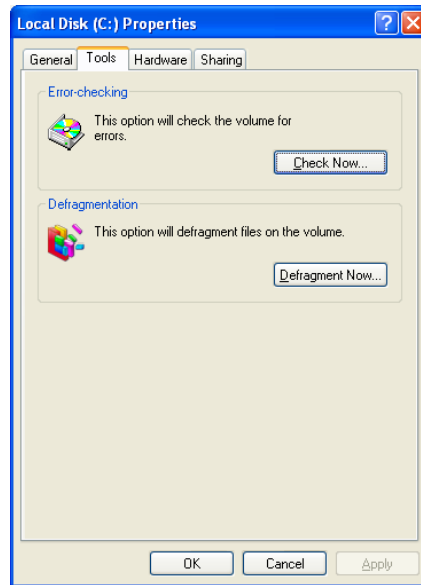 Local Disk (C:) Properties
General Tools Hardware Sharing
Error-checking
This option will check the volume for
errors.
Check Now...
Defragmentation
This option will defragment files on the volume.
Defragment Now...
OK Cancel Apply